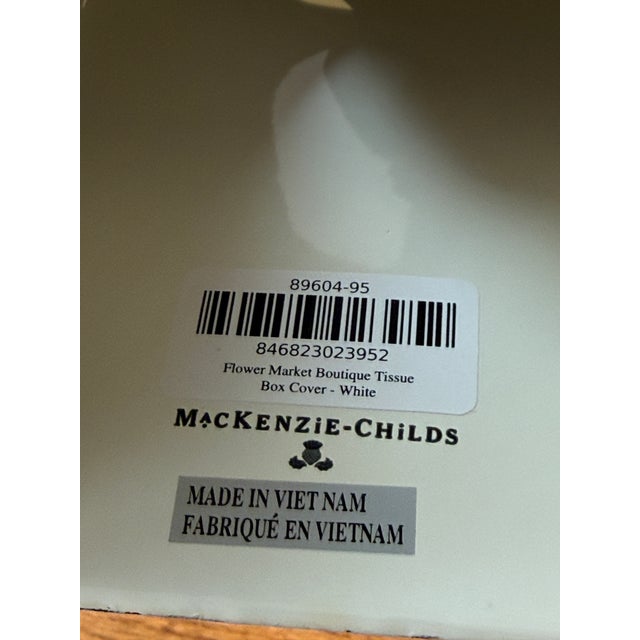 89604-95
846823023952
Flower Market Boutique Tissue
Box Cover - White
MACKENZiE-CHiLDS
MADE IN VIET NAM
FABRIQUÉ EN VIETNAM